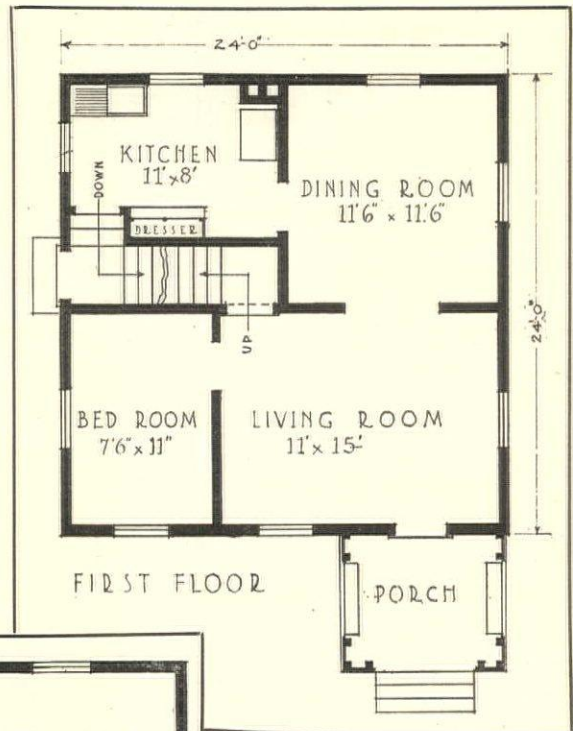 24'-0"
KITCHEN
11'x8'
DOWN
DINING ROOM
11'6" x 11'6"
DRESSER
24'-0"
UP
BED ROOM
7'6" x 11"
LIVING ROOM
11' x 15'
FIRST FLOOR
PORCH